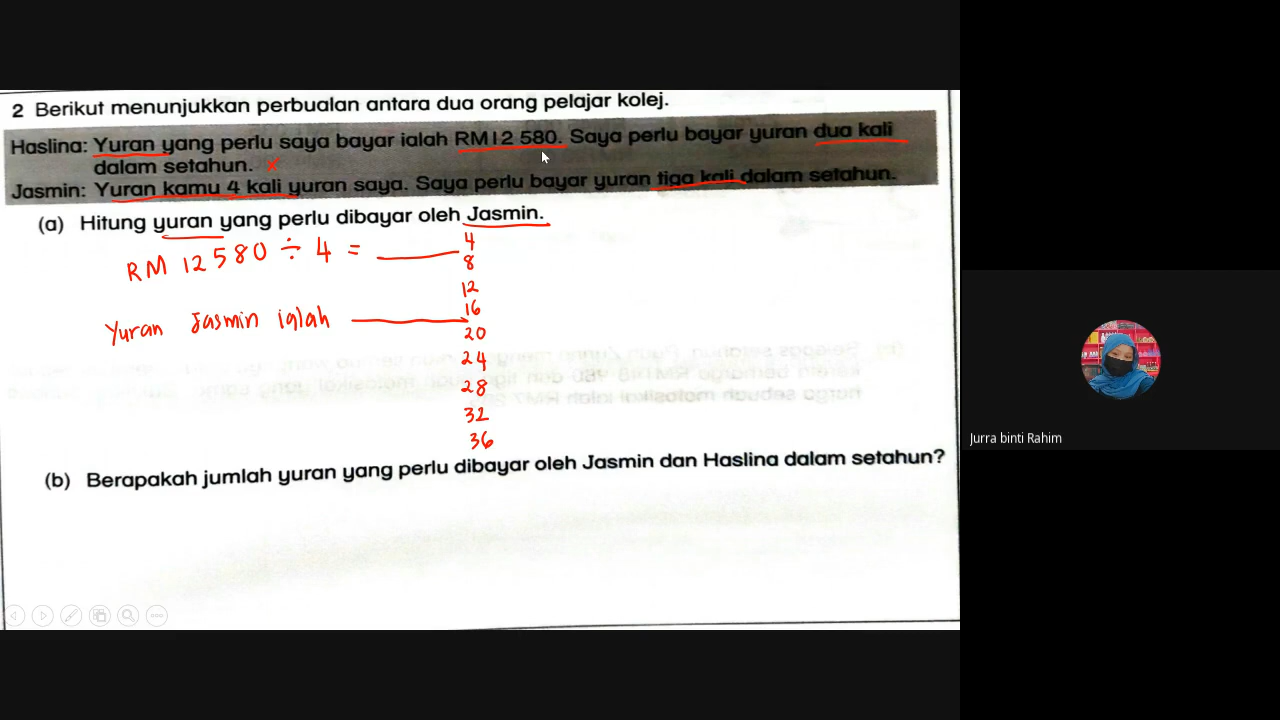 2 Berikut menunjukkan perbualan antara dua orang pelajar kolej.
Haslina: Yuran yang perlu saya bayar ialah RM12 580. Saya perlu bayar yuran dua kali
dalam setahun. x
Jasmin: Yuran kamu 4 kali yuran saya. Saya perlu bayar yuran tiga kali dalam setahun.
(a) Hitung yuran yang perlu dibayar oleh Jasmin.
RM 12 580 ÷ 4 = ______
4
8
12
16
Yuran Jasmin ialah ______
20
24
28
32
36
Jurra binti Rahim
(b) Berapakah jumlah yuran yang perlu dibayar oleh Jasmin dan Haslina dalam setahun?